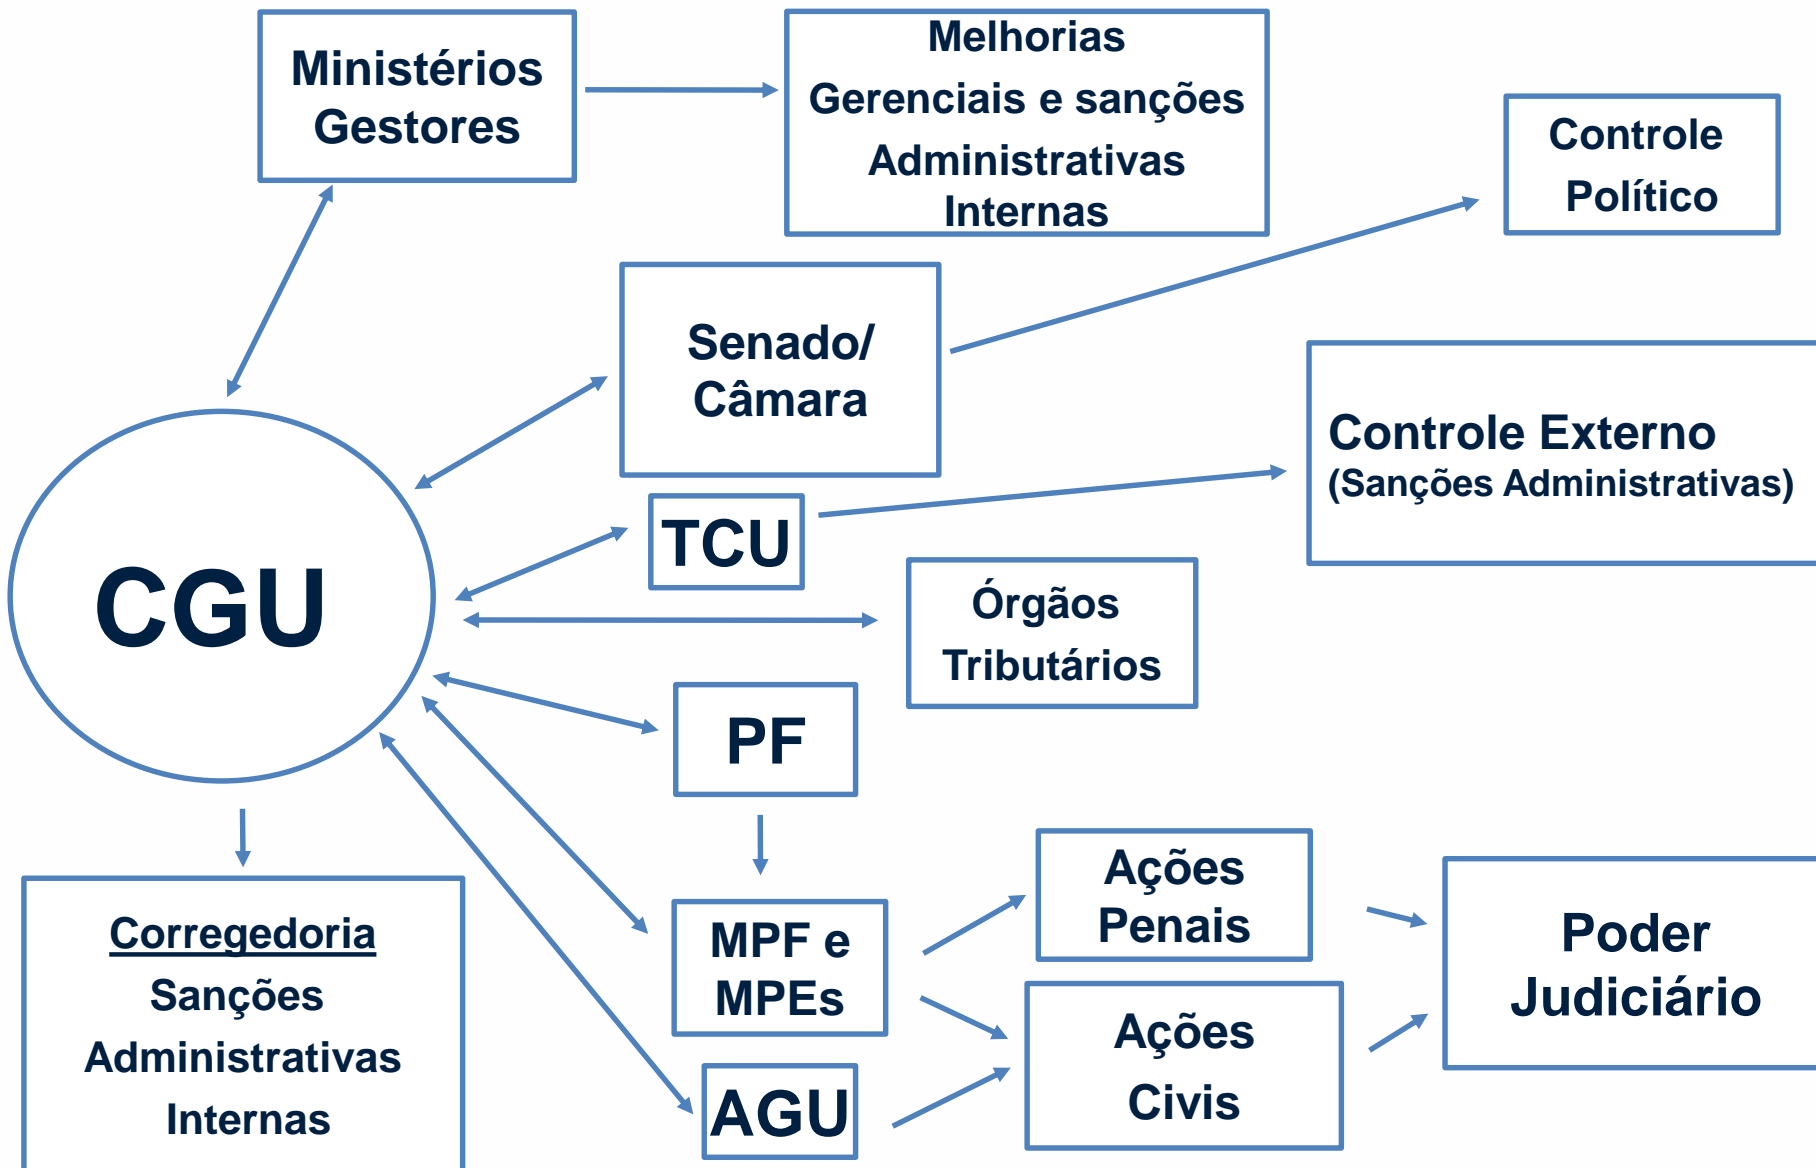 Ministérios
Gestores
Melhorias
Gerenciais e sanções
Administrativas
Internas
Controle
Político
Senado/
Câmara
Controle Externo
(Sanções Administrativas)
TCU
CGU
Órgãos
Tributários
PF
Corregedoria
Sanções
Administrativas
Internas
MPF e
MPEs
Ações
Penais
Poder
Judiciário
Ações
Civis
AGU